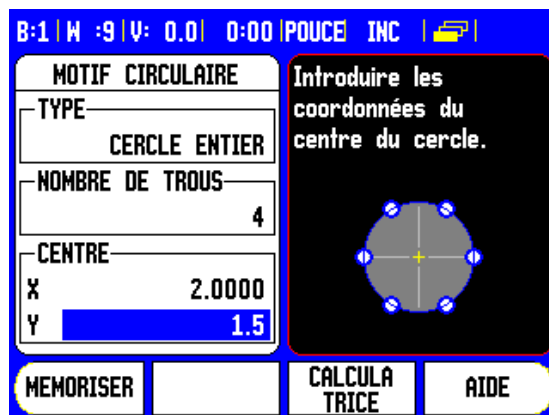 B:1|W :9|V: 0.0| 0:00|POUCE| INC
MOTIF CIRCULAIRE
TYPE
CERCLE ENTIER
NOMBRE DE TROUS
4
CENTRE
X 2.0000
Y 1.5
Introduire les
coordonnées du
centre du cercle.
MEMORISER
CALCULA
TRICE
AIDE